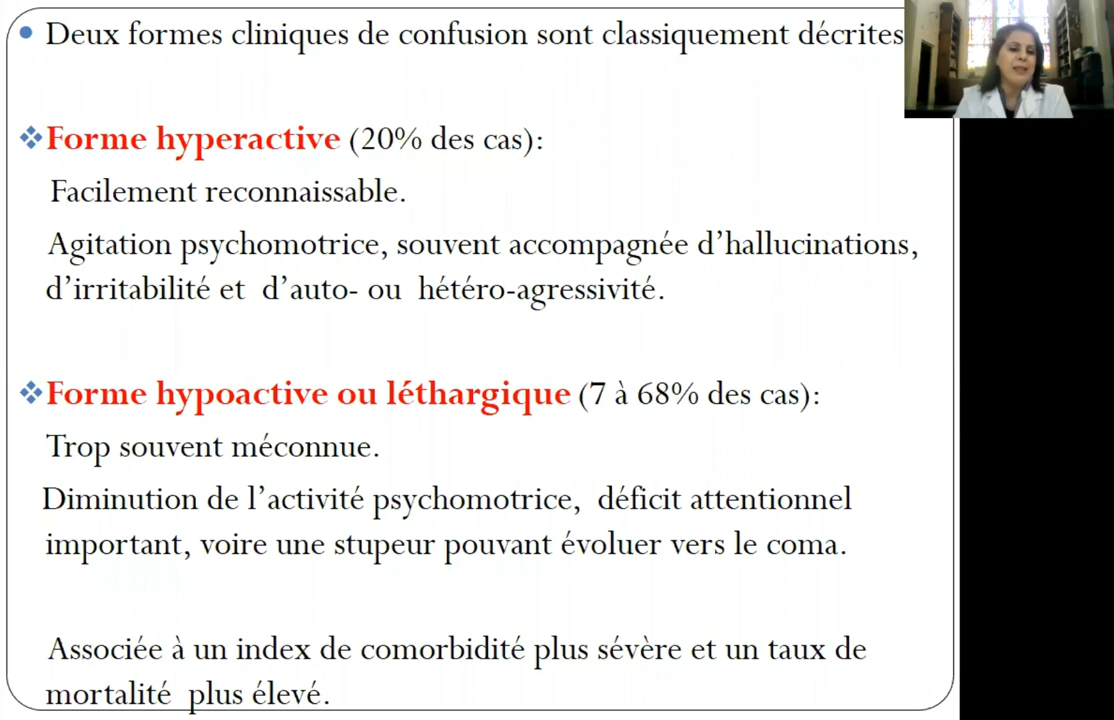 Deux formes cliniques de confusion sont classiquement décrites
Forme hyperactive (20% des cas):
Facilement reconnaissable.
Agitation psychomotrice, souvent accompagnée d’hallucinations,
d’irritabilité et d’auto- ou hétéro-agressivité.
Forme hypoactive ou léthargique (7 à 68% des cas):
Trop souvent méconnue.
Diminution de l’activité psychomotrice, déficit attentionnel
important, voire une stupeur pouvant évoluer vers le coma.
Associée à un index de comorbidité plus sévère et un taux de
mortalité plus élevé.